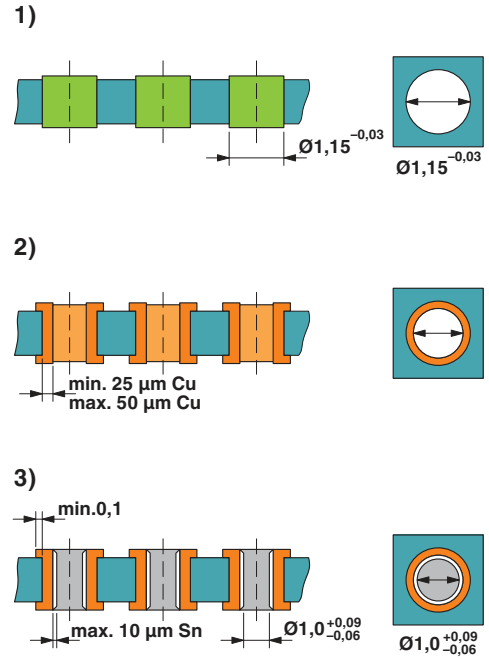 1)
Ø1,15 –0,03
Ø1,15 –0,03
2)
min. 25 µm Cu
max. 50 µm Cu
3)
min.0,1
max. 10 µm Sn
Ø1,0 +0,09 –0,06
Ø1,0 +0,09 –0,06